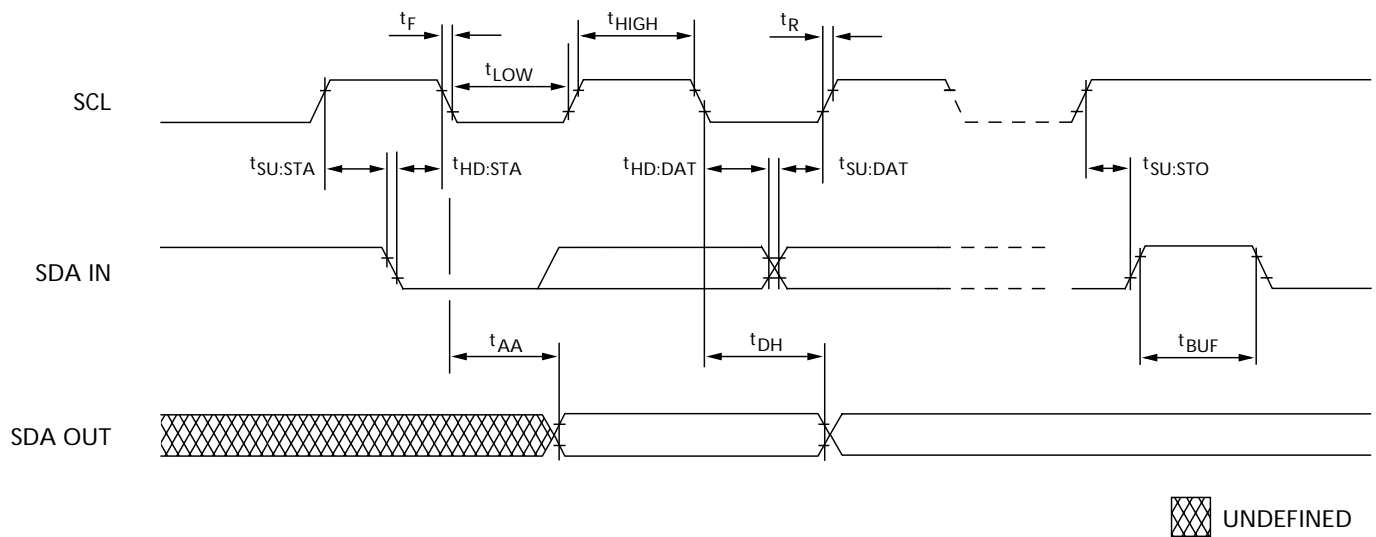 tF
tHIGH
tR
tLOW
SCL
tSU:STA
tHD:STA
tHD:DAT
tSU:DAT
tSU:STO
SDA IN
tAA
tDH
tBUF
SDA OUT
UNDEFINED